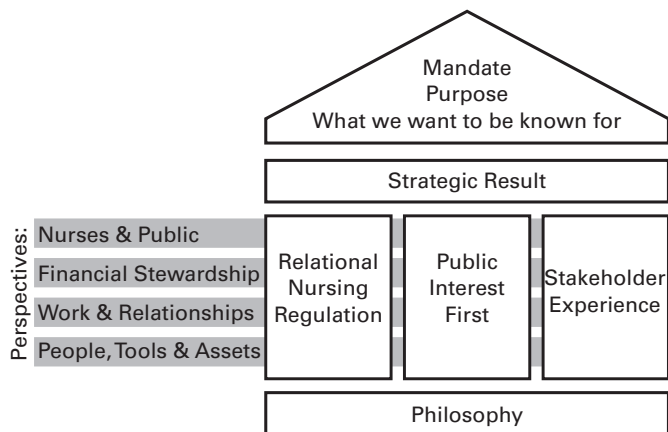 Mandate
Purpose
What we want to be known for
Strategic Result
Perspectives:
Nurses & Public
Financial Stewardship
Work & Relationships
People, Tools & Assets
Relational
Nursing
Regulation
Public
Interest
First
Stakeholder
Experience
Philosophy